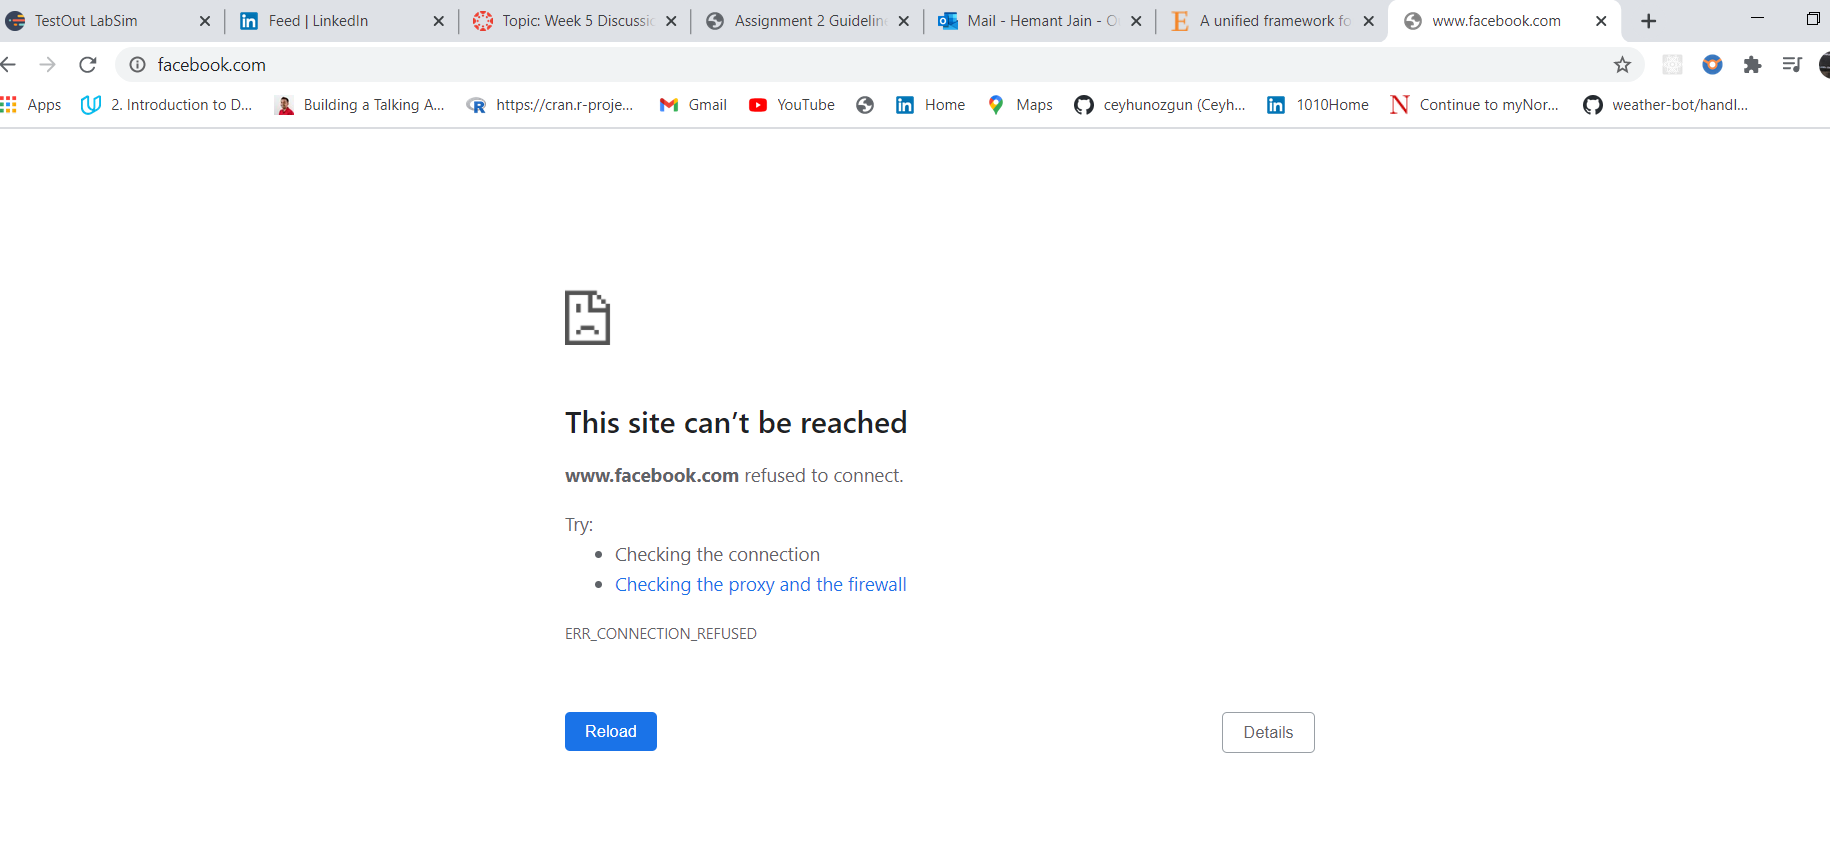 TestOut LabSim
Feed | LinkedIn
Topic: Week 5 Discussic
Assignment 2 Guideline
Mail - Hemant Jain - O
A unified framework fo
www.facebook.com
facebook.com
Apps
2. Introduction to D...
Building a Talking A...
https://cran.r-proje...
Gmail
YouTube
Home
Maps
ceyhunozgun (Ceyh...
1010Home
N
Continue to myNor...
weather-bot/handl...
This site can’t be reached
www.facebook.com refused to connect.
Try:
• Checking the connection
• Checking the proxy and the firewall
ERR_CONNECTION_REFUSED
Reload
Details